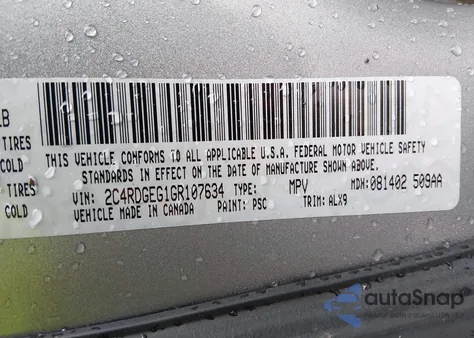 LB
TIRES
COLD
TIRES
COLD
THIS VEHICLE CONFORMS TO ALL APPLICABLE U.S.A. FEDERAL MOTOR VEHICLE SAFETY
STANDARDS IN EFFECT ON THE DATE OF MANUFACTURE SHOWN ABOVE.
VIN: 2C4RDGEG1GR107634 TYPE: MPV MDH: 081402 509AA
VEHICLE MADE IN CANADA PAINT: PSC TRIM: ALX9
autoSnap